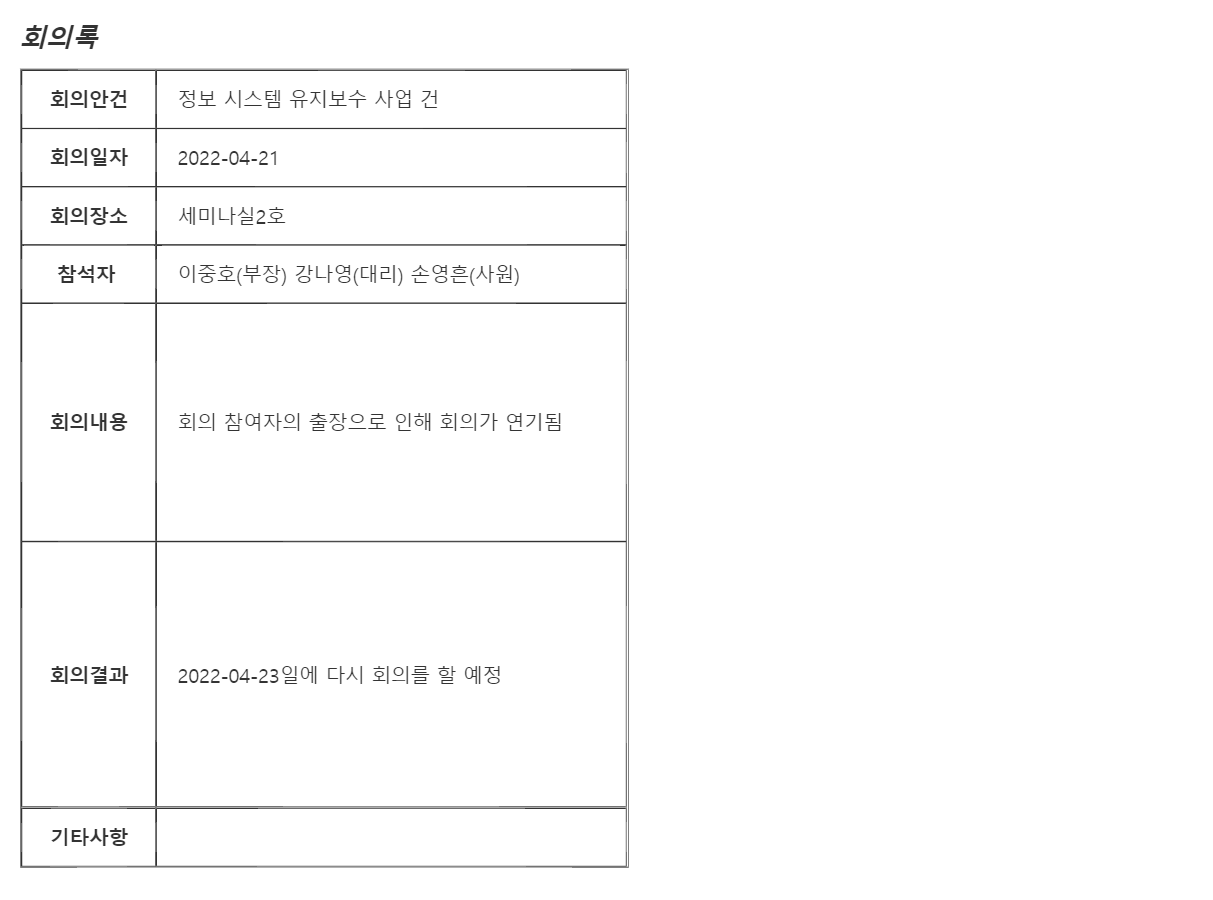 회의록
회의안건 정보 시스템 유지보수 사업 건
회의일자 2022-04-21
회의장소 세미나실2호
참석자 이중호(부장) 강나영(대리) 손영흔(사원)
회의내용 회의 참여자의 출장으로 인해 회의가 연기됨
회의결과 2022-04-23일에 다시 회의를 할 예정
기타사항